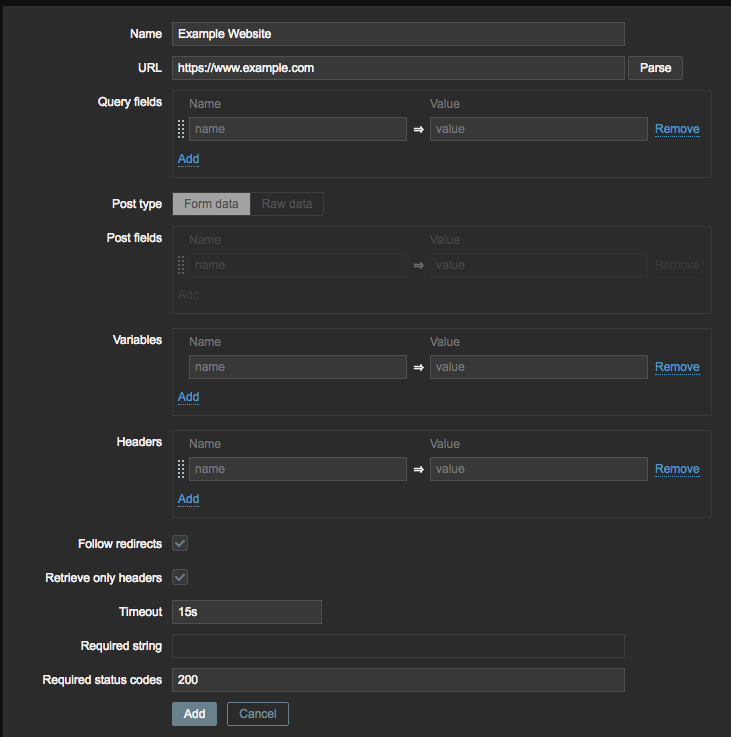 Name Example Website
URL https://www.example.com Parse
Query fields Name Value
name ⇒ value Remove
Add
Post type Form data Raw data
Post fields Name Value
name ⇒ value Remove
Add
Variables Name Value
name ⇒ value Remove
Add
Headers Name Value
name ⇒ value Remove
Add
Follow redirects
Retrieve only headers
Timeout 15s
Required string
Required status codes 200
Add Cancel